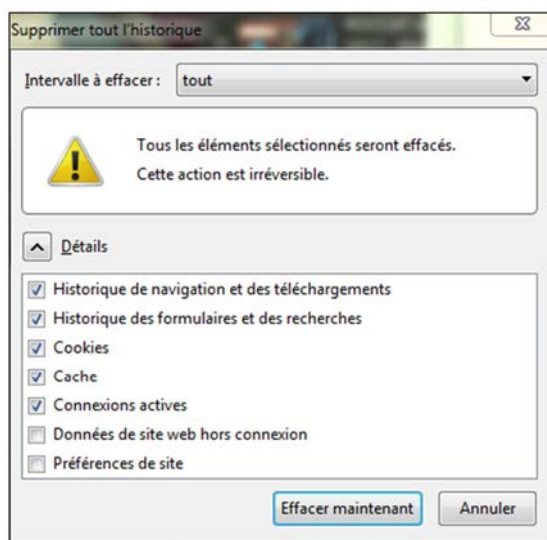 Supprimer tout l'historique
Intervalle à effacer : tout
Tous les éléments sélectionnés seront effacés.
Cette action est irréversible.
Détails
Historique de navigation et des téléchargements
Historique des formulaires et des recherches
Cookies
Cache
Connexions actives
Données de site web hors connexion
Préférences de site
Effacer maintenant Annuler